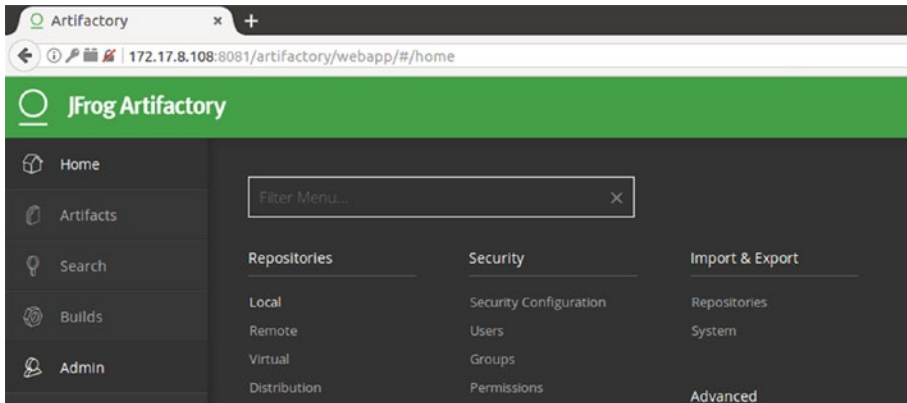 Artifactory
172.17.8.108:8081/artifactory/webapp/#/home
JFrog Artifactory
Home
Artifacts
Search
Builds
Admin
Filter Menu...
Repositories
Local
Remote
Virtual
Distribution
Security
Security Configuration
Users
Groups
Permissions
Import & Export
Repositories
System
Advanced